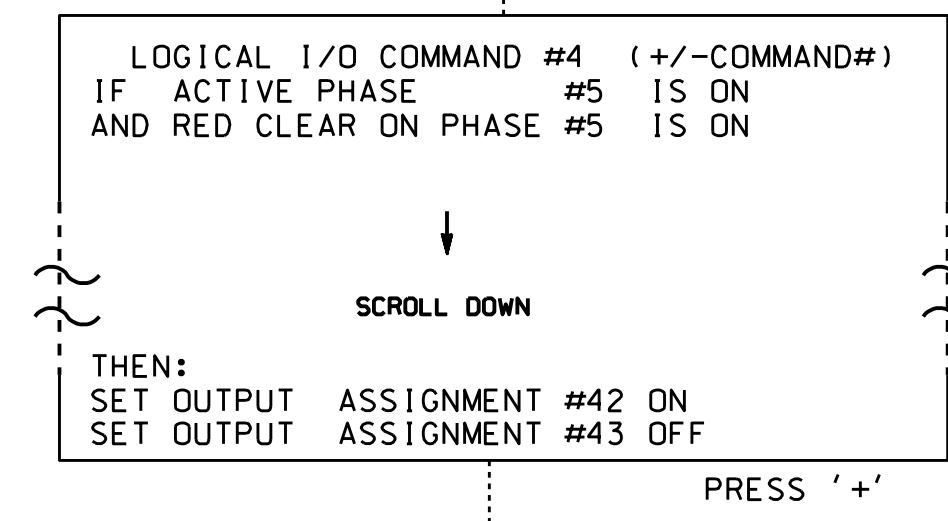 LOGICAL I/O COMMAND #4 (+/-COMMAND#)
IF ACTIVE PHASE #5 IS ON
AND RED CLEAR ON PHASE #5 IS ON
SCROLL DOWN
THEN:
SET OUTPUT ASSIGNMENT #42 ON
SET OUTPUT ASSIGNMENT #43 OFF
PRESS '+'